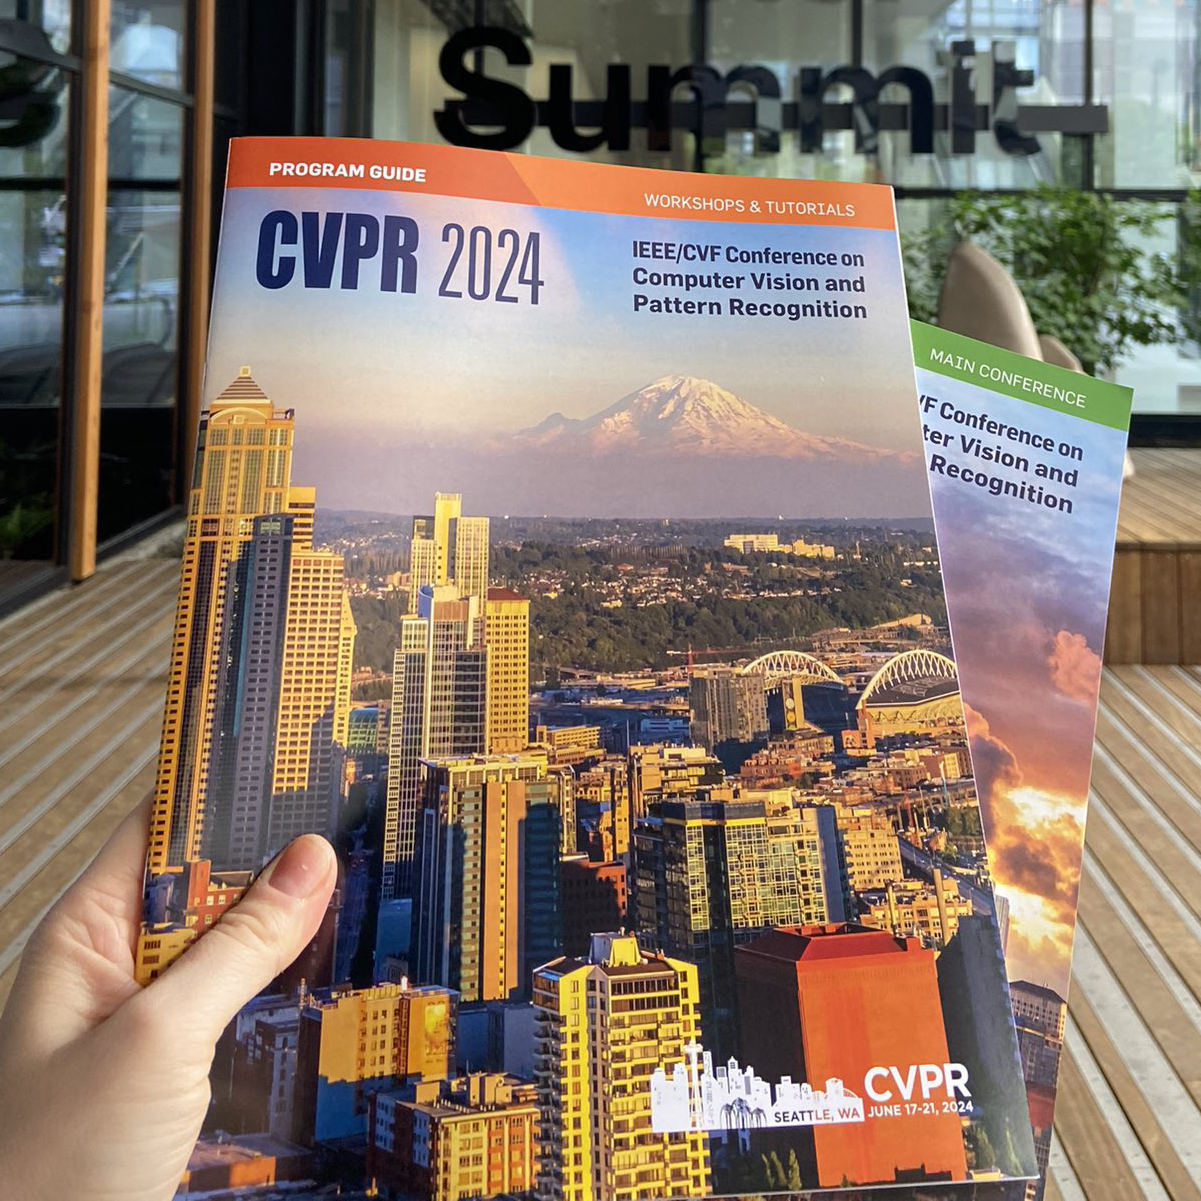 Summit
PROGRAM GUIDE
WORKSHOPS & TUTORIALS
CVPR 2024
IEEE/CVF Conference on
Computer Vision and
Pattern Recognition
MAIN CONFERENCE
VF Conference on
ter Vision and
Recognition
SEATTLE, WA
CVPR
JUNE 17-21, 2024